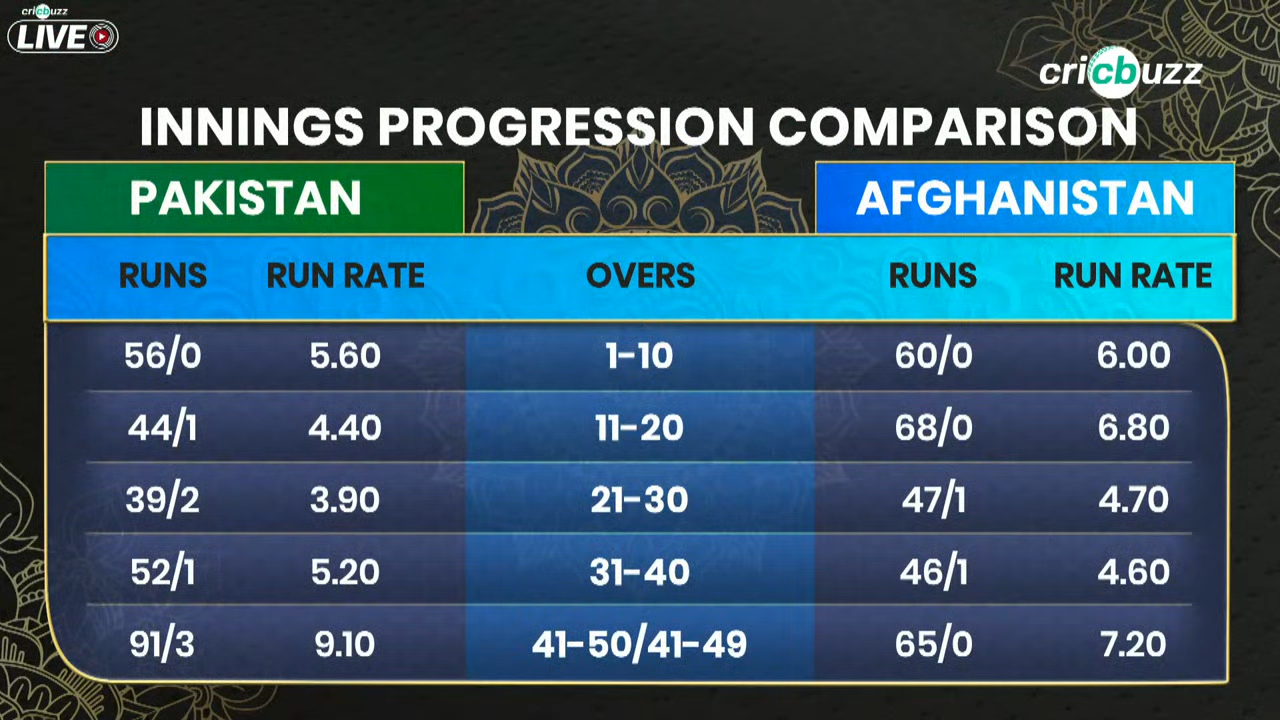 cricbuzz
LIVE
cricbuzz
INNINGS PROGRESSION COMPARISON
PAKISTAN AFGHANISTAN
RUNS RUN RATE OVERS RUNS RUN RATE
56/0 5.60 1-10 60/0 6.00
44/1 4.40 11-20 68/0 6.80
39/2 3.90 21-30 47/1 4.70
52/1 5.20 31-40 46/1 4.60
91/3 9.10 41-50/41-49 65/0 7.20